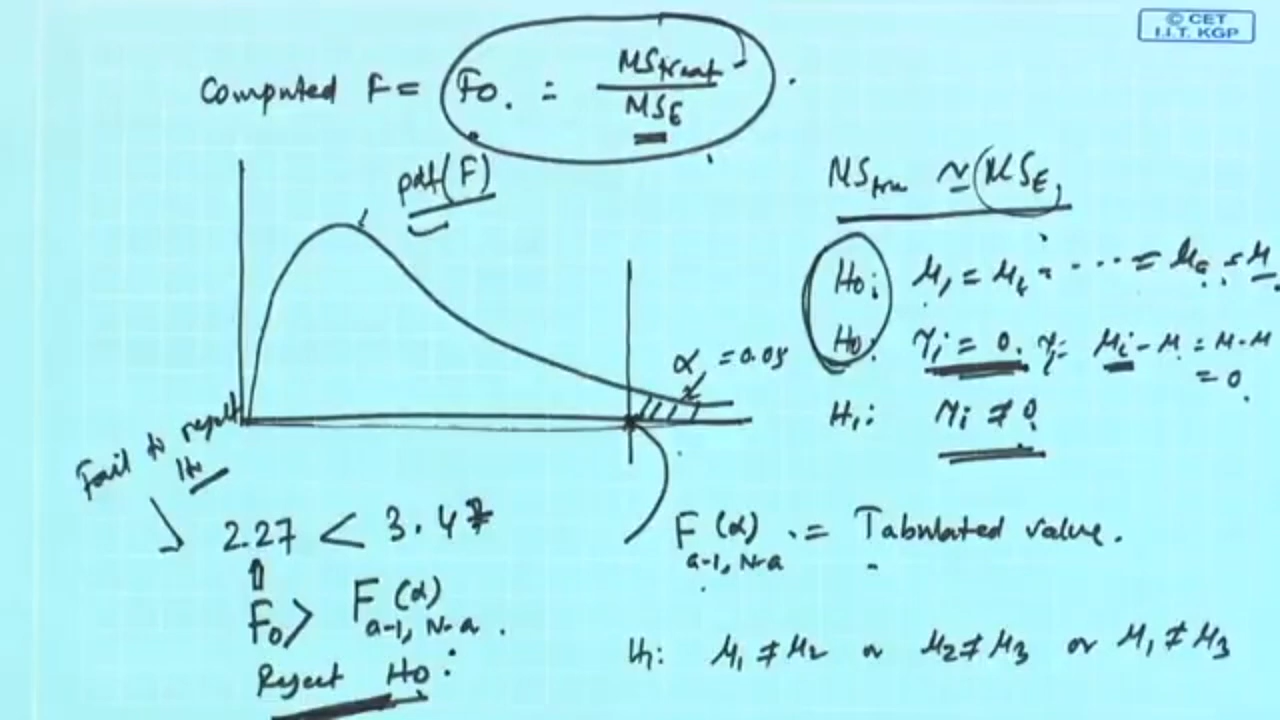 © CET
I.I.T. KGP
Computed F = F0. = MStreat / MSE
pdf(F)
MStre ≃ MSE,
H0: μ1 = μ2 = ... = μa = μ
H0: τi = 0. τi = μi - μ = μ - μ
= 0.
H1: τi ≠ 0
α = 0.05
Fail to reject
H0
2.27 < 3.47
F(α) a-1, N-a = Tabulated value.
F0 > F(α) a-1, N-a.
Reject H0:
H1: μ1 ≠ μ2 or μ2 ≠ μ3 or μ1 ≠ μ3